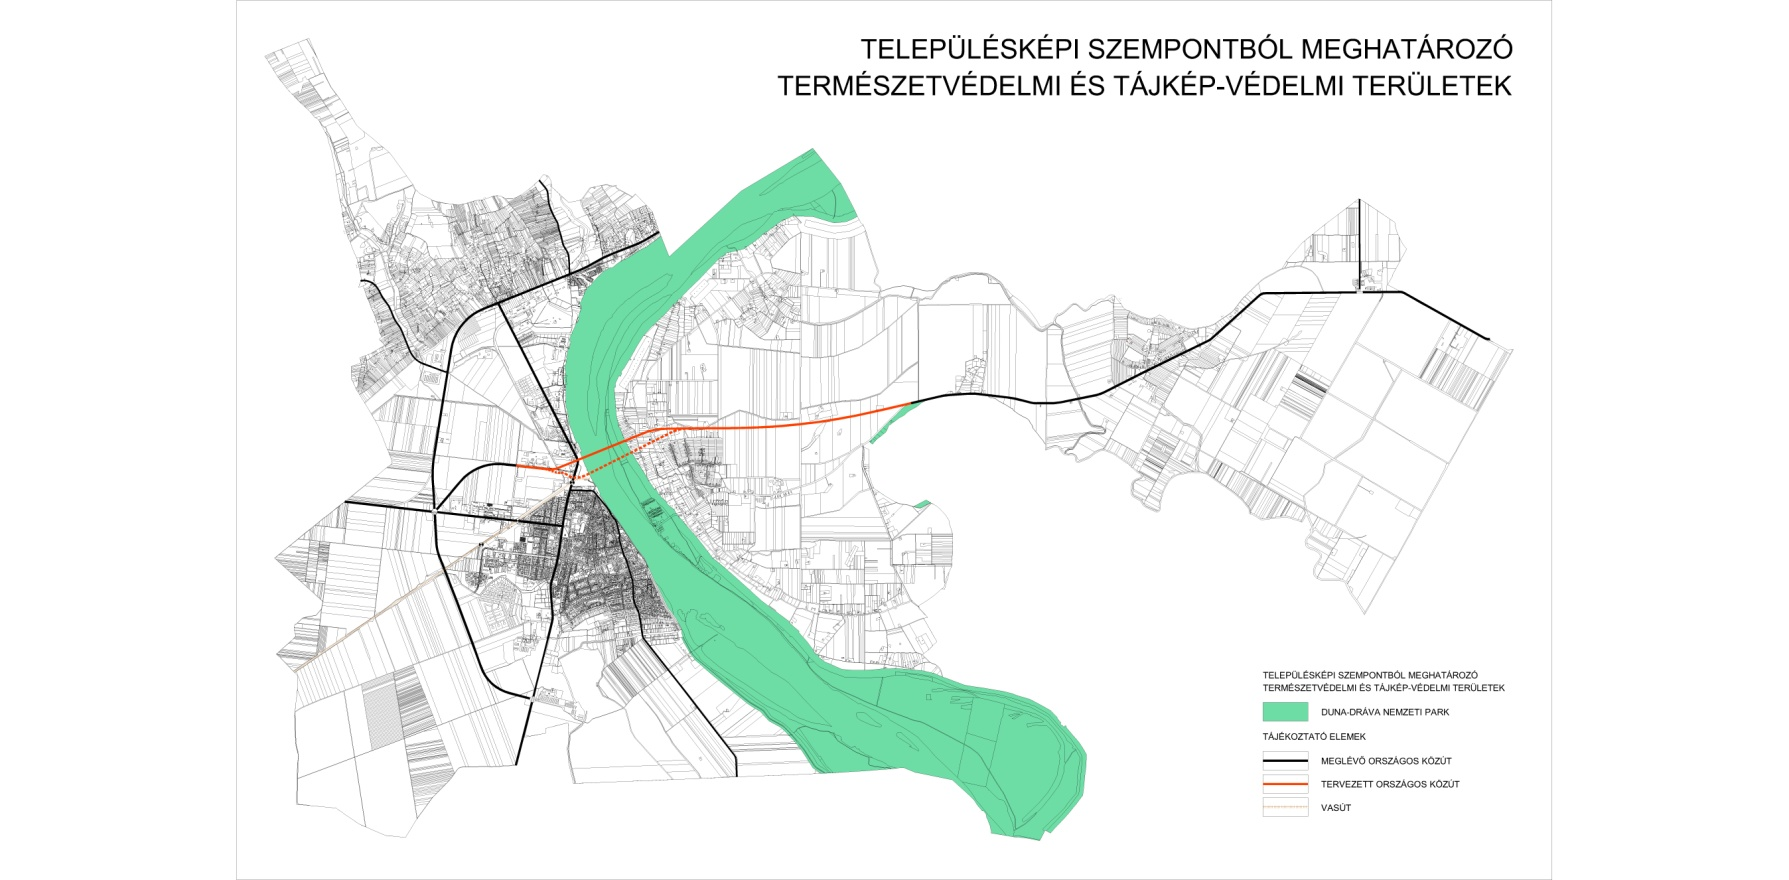 TELEPÜLÉSKÉPI SZEMPONTBÓL MEGHATÁROZÓ
TERMÉSZETVÉDELMI ÉS TÁJKÉP-VÉDELMI TERÜLETEK
TELEPÜLÉSKÉPI SZEMPONTBÓL MEGHATÁROZÓ
TERMÉSZETVÉDELMI ÉS TÁJKÉP-VÉDELMI TERÜLETEK
DUNA-DRÁVA NEMZETI PARK
TÁJÉKOZTATÓ ELEMEK
MEGLÉVŐ ORSZÁGOS KÖZÚT
TERVEZETT ORSZÁGOS KÖZÚT
VASÚT